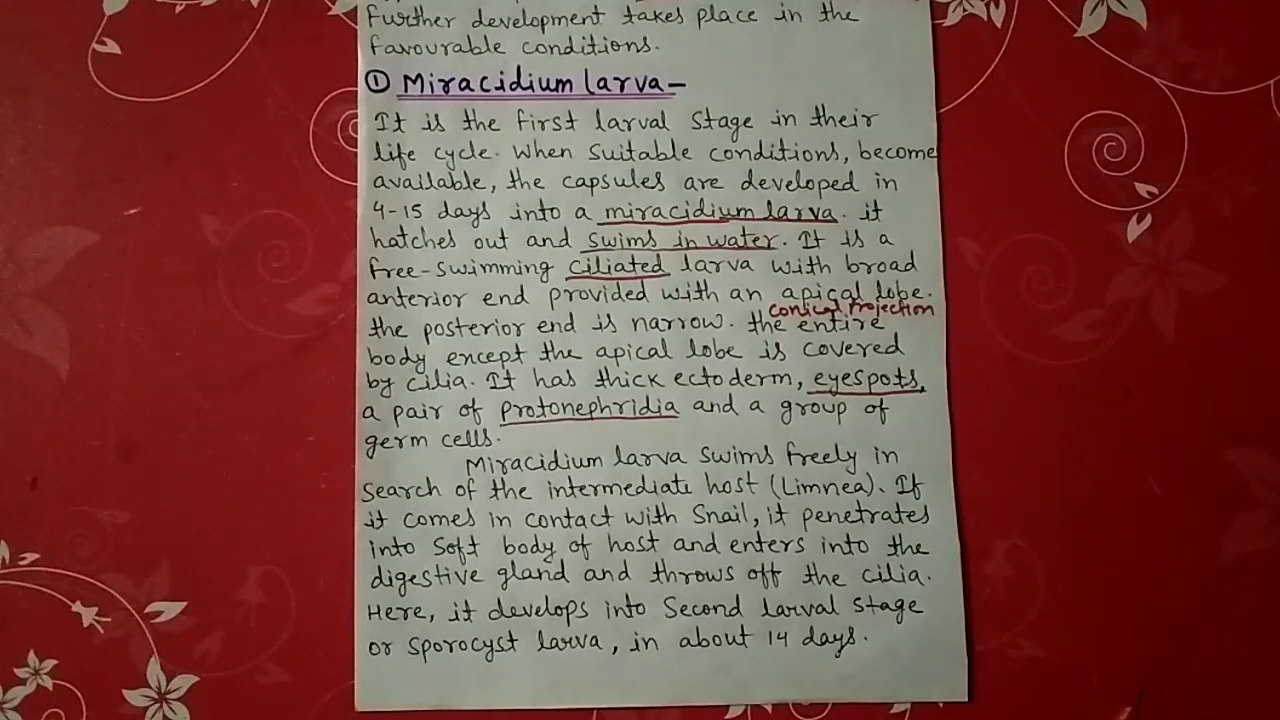 Further development takes place in the
favourable conditions.
① Miracidium larva –
It is the first larval stage in their
life cycle. When suitable conditions, become
available, the capsules are developed in
4-15 days into a miracidium larva. it
hatches out and swims in water. It is a
free-swimming ciliated larva with broad
anterior end provided with an apical lobe.
conical projection
the posterior end is narrow. the entire
body except the apical lobe is covered
by cilia. It has thick ectoderm, eyespots,
a pair of protonephridia and a group of
germ cells.
Miracidium larva swims freely in
search of the intermediate host (Limnea). If
it comes in contact with Snail, it penetrates
into soft body of host and enters into the
digestive gland and throws off the cilia.
Here, it develops into second larval stage
or sporocyst larva, in about 14 days.